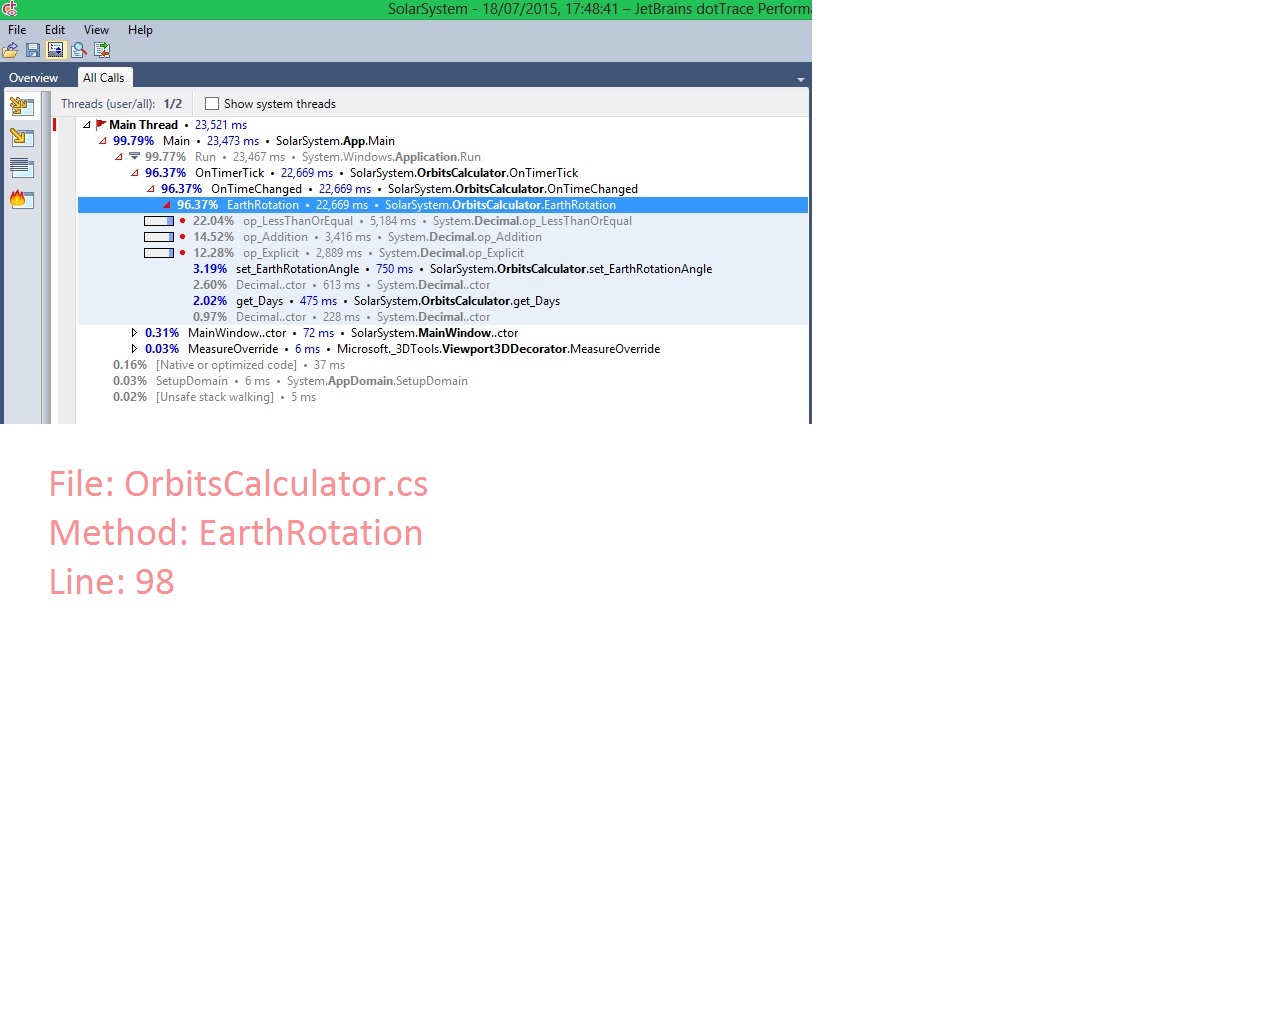 SolarSystem - 18/07/2015, 17:48:41 – JetBrains dotTrace
File Edit View Help
Overview All Calls
Threads (user/all): 1/2 Show system threads
Main Thread • 23,521 ms
99.79% Main • 23,473 ms • SolarSystem.App.Main
99.77% Run • 23,467 ms • System.Windows.Application.Run
96.37% OnTimerTick • 22,669 ms • SolarSystem.OrbitsCalculator.OnTimerTick
96.37% OnTimeChanged • 22,669 ms • SolarSystem.OrbitsCalculator.OnTimeChanged
96.37% EarthRotation • 22,669 ms • SolarSystem.OrbitsCalculator.EarthRotation
22.04% op_LessThanOrEqual • 5,184 ms • System.Decimal.op_LessThanOrEqual
14.52% op_Addition • 3,416 ms • System.Decimal.op_Addition
12.28% op_Explicit • 2,889 ms • System.Decimal.op_Explicit
3.19% set_EarthRotationAngle • 750 ms • SolarSystem.OrbitsCalculator.set_EarthRotationAngle
2.60% Decimal..ctor • 613 ms • System.Decimal..ctor
2.02% get_Days • 475 ms • SolarSystem.OrbitsCalculator.get_Days
0.97% Decimal..ctor • 228 ms • System.Decimal..ctor
0.31% MainWindow..ctor • 72 ms • SolarSystem.MainWindow..ctor
0.03% MeasureOverride • 6 ms • Microsoft._3DTools.Viewport3DDecorator.MeasureOverride
0.16% [Native or optimized code] • 37 ms
0.03% SetupDomain • 6 ms • System.AppDomain.SetupDomain
0.02% [Unsafe stack walking] • 5 ms
File: OrbitsCalculator.cs
Method: EarthRotation
Line: 98